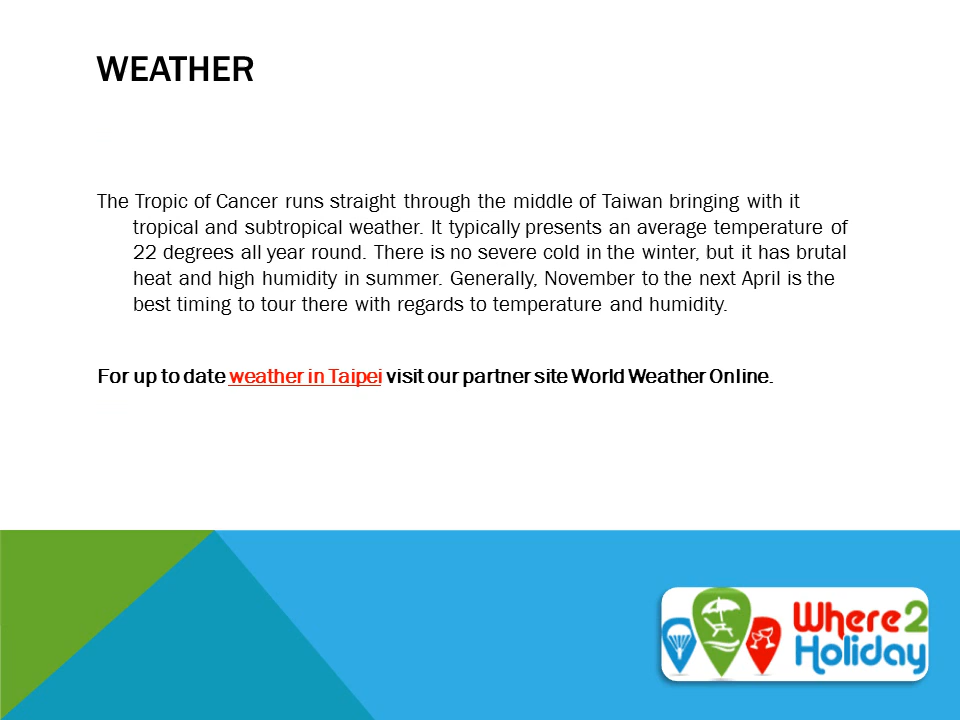 WEATHER
The Tropic of Cancer runs straight through the middle of Taiwan bringing with it
tropical and subtropical weather. It typically presents an average temperature of
22 degrees all year round. There is no severe cold in the winter, but it has brutal
heat and high humidity in summer. Generally, November to the next April is the
best timing to tour there with regards to temperature and humidity.
For up to date weather in Taipei visit our partner site World Weather Online.
Where2
Holiday